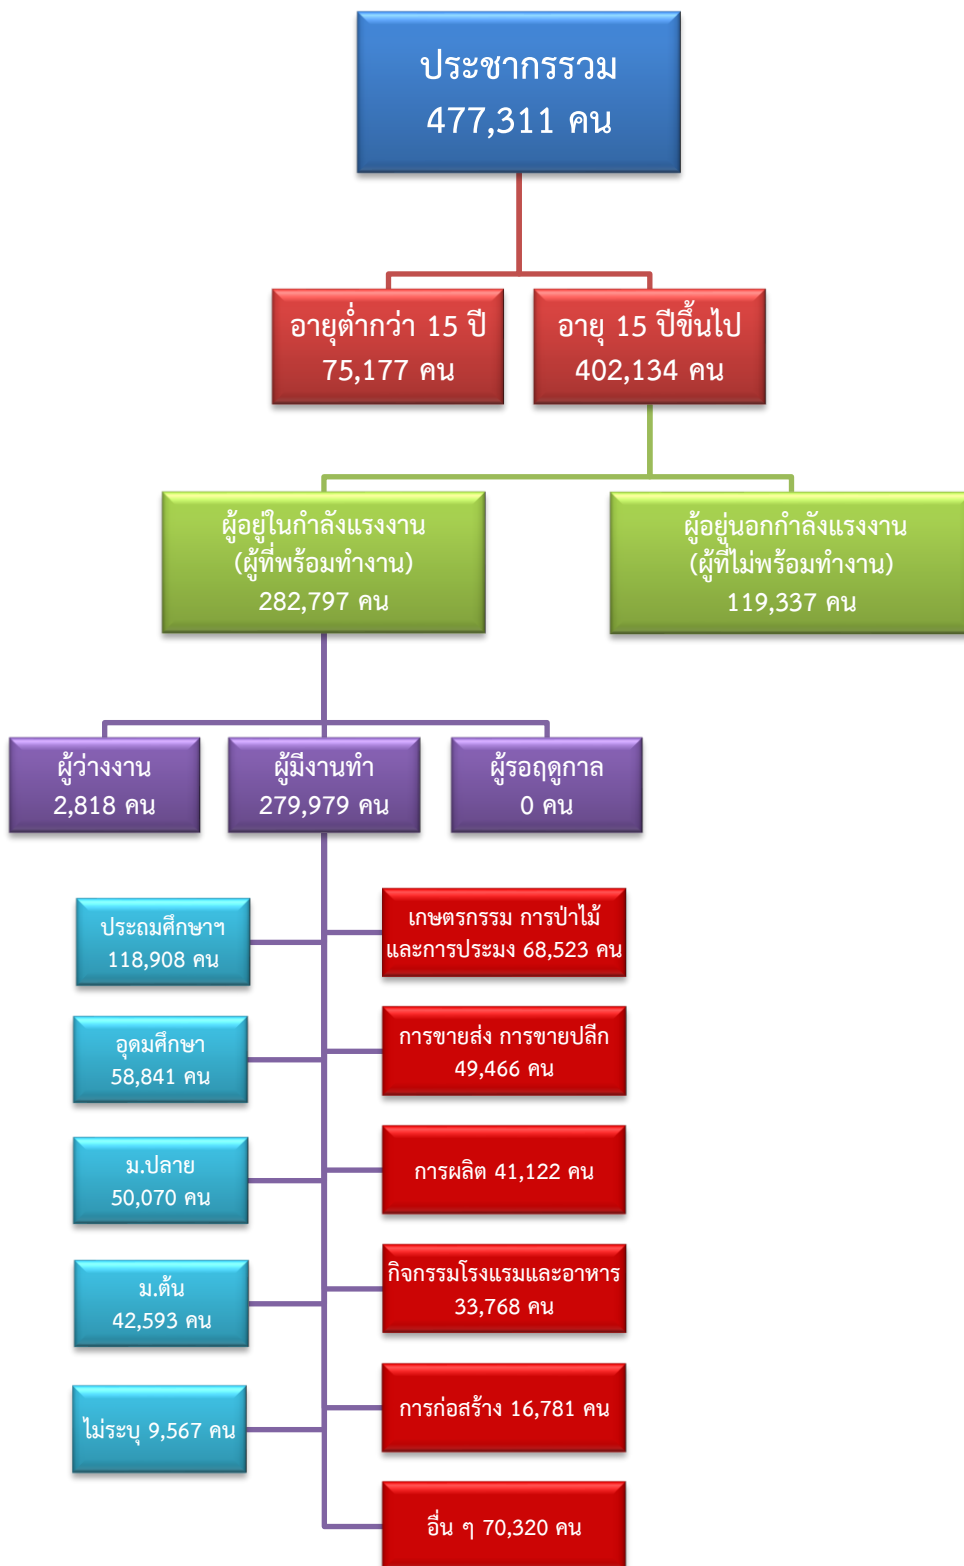 ประชากรรวม
477,311 คน
อายุต่ำกว่า 15 ปี
75,177 คน
อายุ 15 ปีขึ้นไป
402,134 คน
ผู้อยู่ในกำลังแรงงาน
(ผู้ที่พร้อมทำงาน)
282,797 คน
ผู้อยู่นอกกำลังแรงงาน
(ผู้ที่ไม่พร้อมทำงาน)
119,337 คน
ผู้ว่างงาน
2,818 คน
ผู้มีงานทำ
279,979 คน
ผู้รอฤดูกาล
0 คน
ประถมศึกษาฯ
118,908 คน
อุดมศึกษา
58,841 คน
ม.ปลาย
50,070 คน
ม.ต้น
42,593 คน
ไม่ระบุ 9,567 คน
เกษตรกรรม การป่าไม้
และการประมง 68,523 คน
การขายส่ง การขายปลีก
49,466 คน
การผลิต 41,122 คน
กิจกรรมโรงแรมและอาหาร
33,768 คน
การก่อสร้าง 16,781 คน
อื่น ๆ 70,320 คน